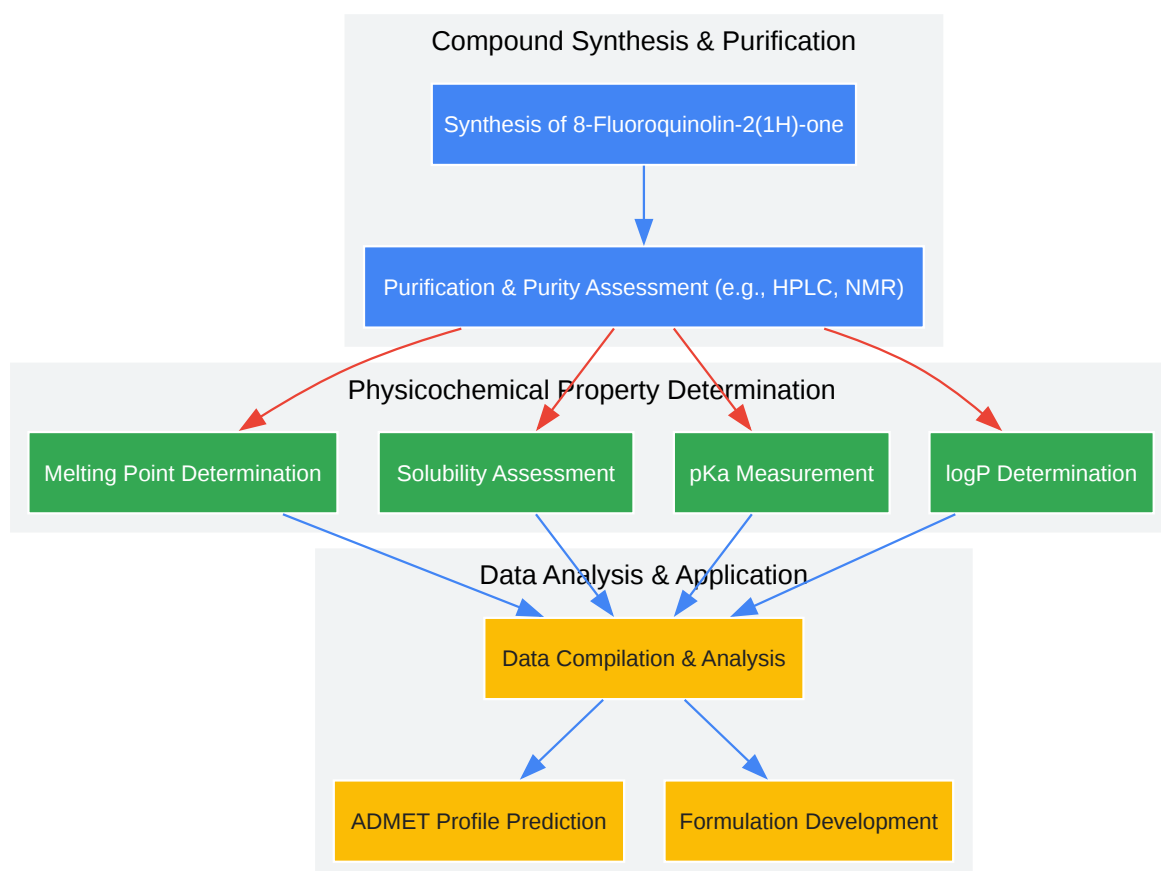 Compound Synthesis & Purification
Synthesis of 8-Fluoroquinolin-2(1H)-one
Purification & Purity Assessment (e.g., HPLC, NMR)
Physicochemical Property Determination
Melting Point Determination
Solubility Assessment
pKa Measurement
logP Determination
Data Analysis & Application
Data Compilation & Analysis
ADMET Profile Prediction
Formulation Development